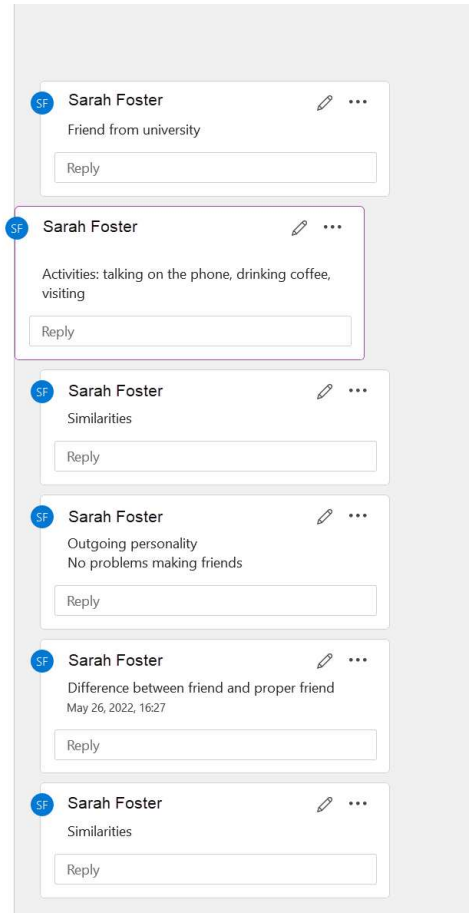 SF Sarah Foster
Friend from university
Reply
SF Sarah Foster
Activities: talking on the phone, drinking coffee,
visiting
Reply
SF Sarah Foster
Similarities
Reply
SF Sarah Foster
Outgoing personality
No problems making friends
Reply
SF Sarah Foster
Difference between friend and proper friend
May 26, 2022, 16:27
Reply
SF Sarah Foster
Similarities
Reply